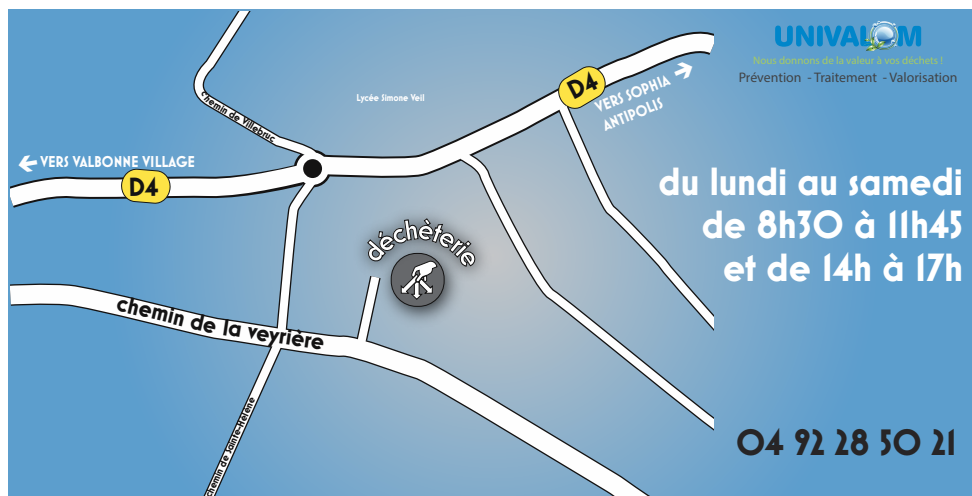 UNIVALOM
Nous donnons de la valeur à vos déchets !
Prévention - Traitement - Valorisation
D4
VERS SOPHIA
ANTIPOLIS
Lycée Simone Veil
Chemin de Villebruc
VERS VALBONNE VILLAGE
D4
du lundi au samedi
de 8h30 à 11h45
et de 14h à 17h
déchèterie
chemin de la veyrière
Chemin de Sainte-Hélène
04 92 28 50 21